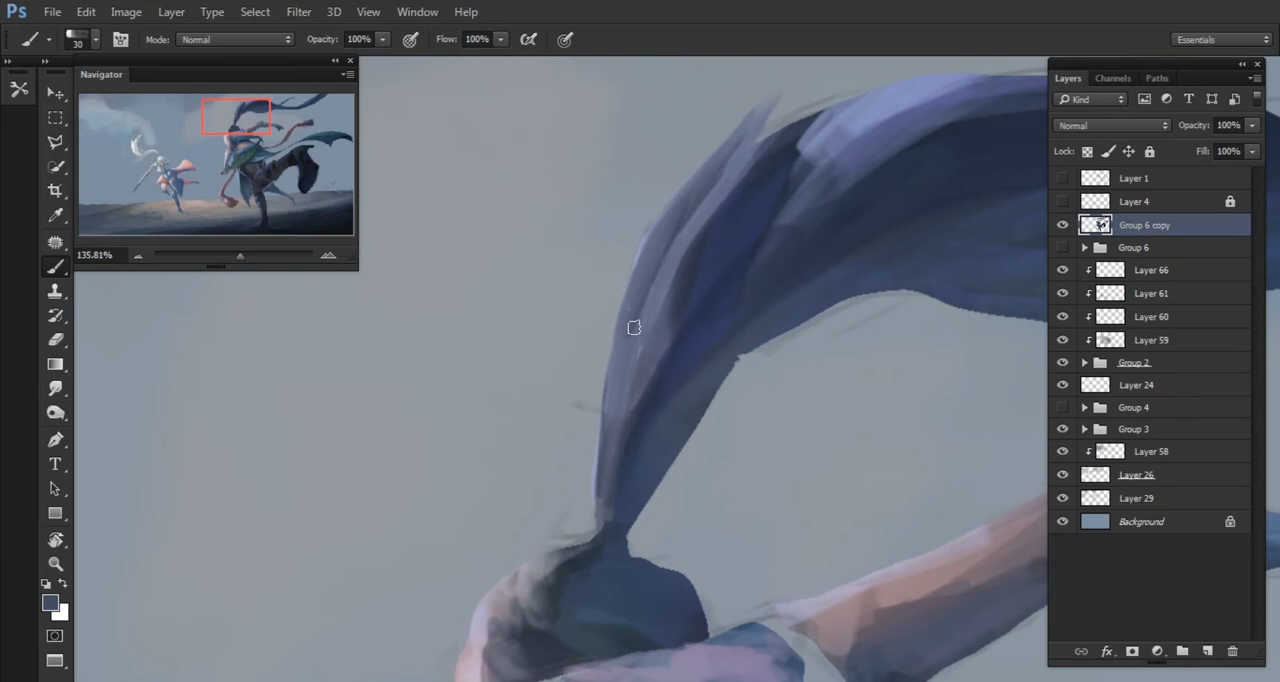 Ps File Edit Image Layer Type Select Filter 3D View Window Help
30 Mode: Normal Opacity: 100% Flow: 100% Essentials
Navigator
135.81%
Layers Channels Paths
Kind
Normal Opacity: 100%
Lock: Fill: 100%
Layer 1
Layer 4
Group 6 copy
Group 6
Layer 66
Layer 61
Layer 60
Layer 59
Group 2
Layer 24
Group 4
Group 3
Layer 58
Layer 26
Layer 29
Background